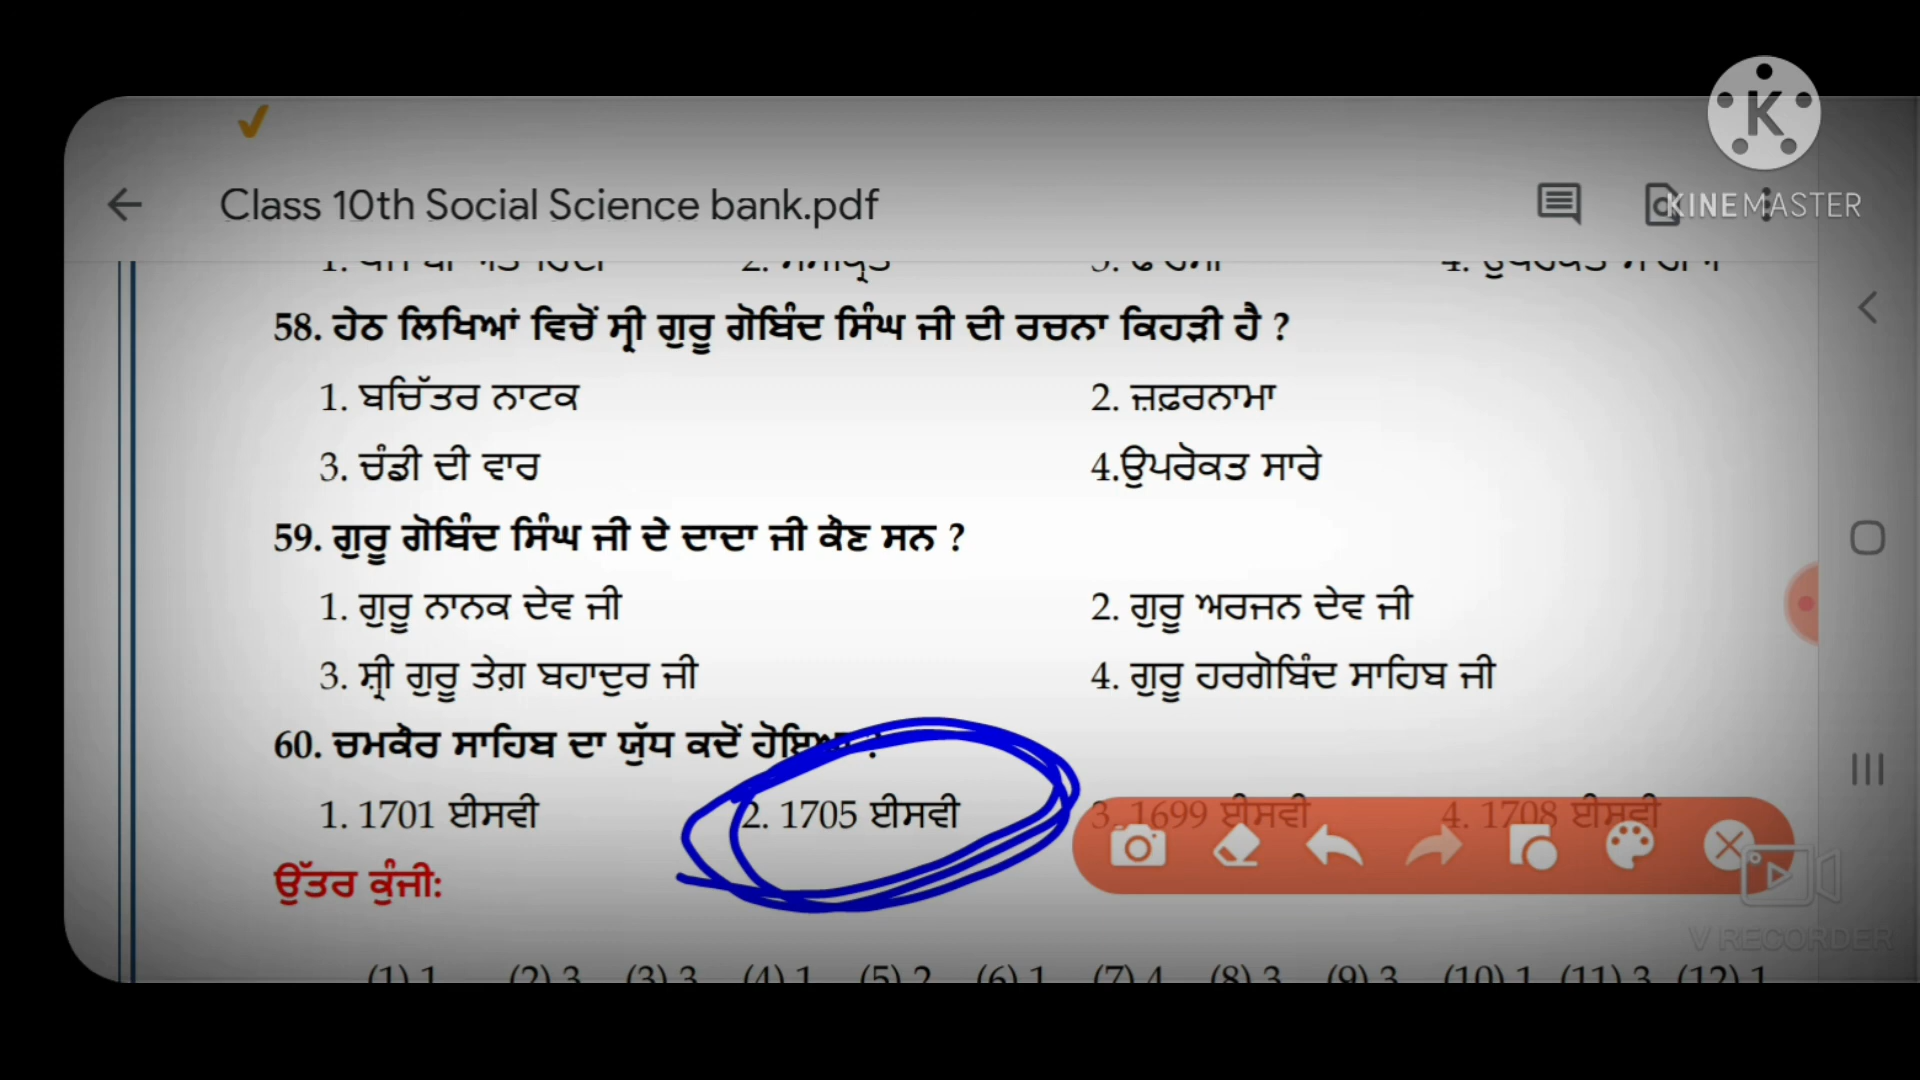 K
KINEMASTER
Class 10th Social Science bank.pdf
58. ਹੇਠ ਲਿਖਿਆਂ ਵਿਚੋਂ ਸ੍ਰੀ ਗੁਰੂ ਗੋਬਿੰਦ ਸਿੰਘ ਜੀ ਦੀ ਰਚਨਾ ਕਿਹੜੀ ਹੈ ?
1. ਬਚਿੱਤਰ ਨਾਟਕ 2. ਜ਼ਫ਼ਰਨਾਮਾ
3. ਚੰਡੀ ਦੀ ਵਾਰ 4.ਉਪਰੋਕਤ ਸਾਰੇ
59. ਗੁਰੂ ਗੋਬਿੰਦ ਸਿੰਘ ਜੀ ਦੇ ਦਾਦਾ ਜੀ ਕੌਣ ਸਨ ?
1. ਗੁਰੂ ਨਾਨਕ ਦੇਵ ਜੀ 2. ਗੁਰੂ ਅਰਜਨ ਦੇਵ ਜੀ
3. ਸ਼੍ਰੀ ਗੁਰੂ ਤੇਗ਼ ਬਹਾਦੁਰ ਜੀ 4. ਗੁਰੂ ਹਰਗੋਬਿੰਦ ਸਾਹਿਬ ਜੀ
60. ਚਮਕੌਰ ਸਾਹਿਬ ਦਾ ਯੁੱਧ ਕਦੋਂ ਹੋਇਆ ?
1. 1701 ਈਸਵੀ 2. 1705 ਈਸਵੀ 3. 1699 ਈਸਵੀ 4. 1708 ਈਸਵੀ
ਉੱਤਰ ਕੁੰਜੀ:
V RECORDER
(1) 1 (2) 3 (3) 3 (4) 1 (5) 2 (6) 1 (7) 4 (8) 3 (9) 3 (10) 1 (11) 3 (12) 1